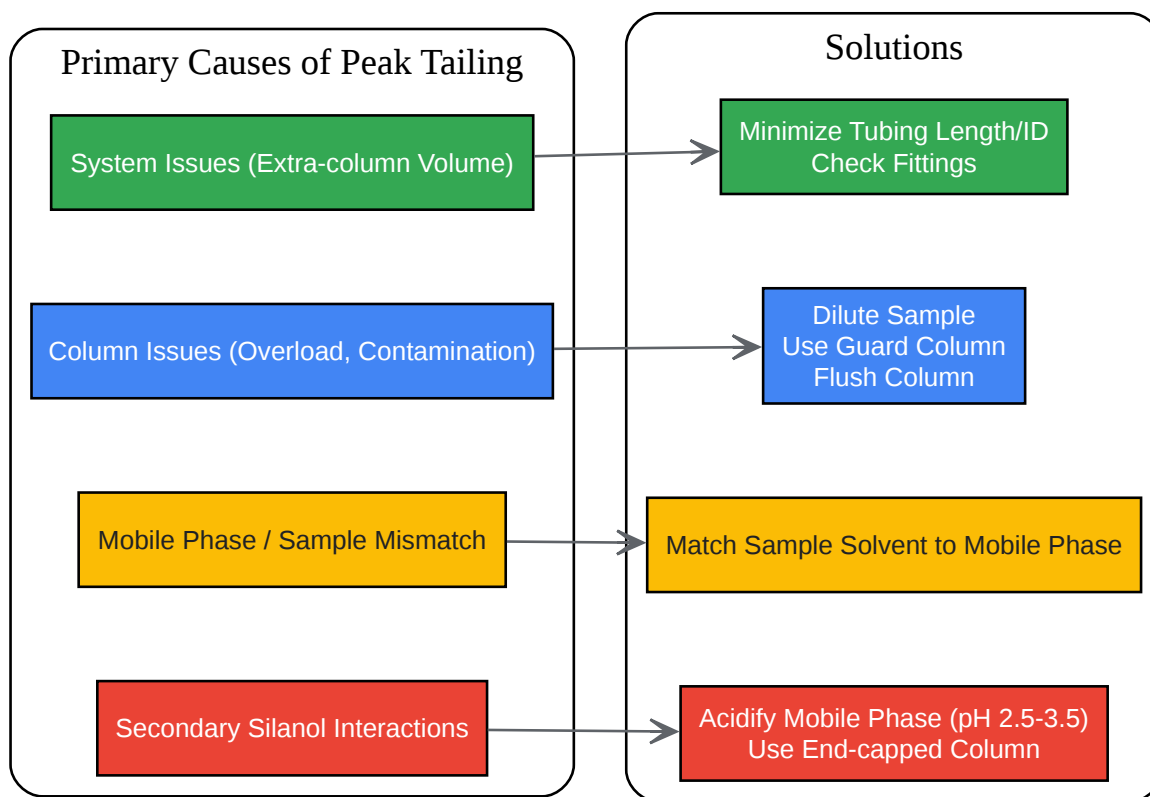 Primary Causes of Peak Tailing
System Issues (Extra-column Volume)
Column Issues (Overload, Contamination)
Mobile Phase / Sample Mismatch
Secondary Silanol Interactions
Solutions
Minimize Tubing Length/ID
Check Fittings
Dilute Sample
Use Guard Column
Flush Column
Match Sample Solvent to Mobile Phase
Acidify Mobile Phase (pH 2.5-3.5)
Use End-capped Column